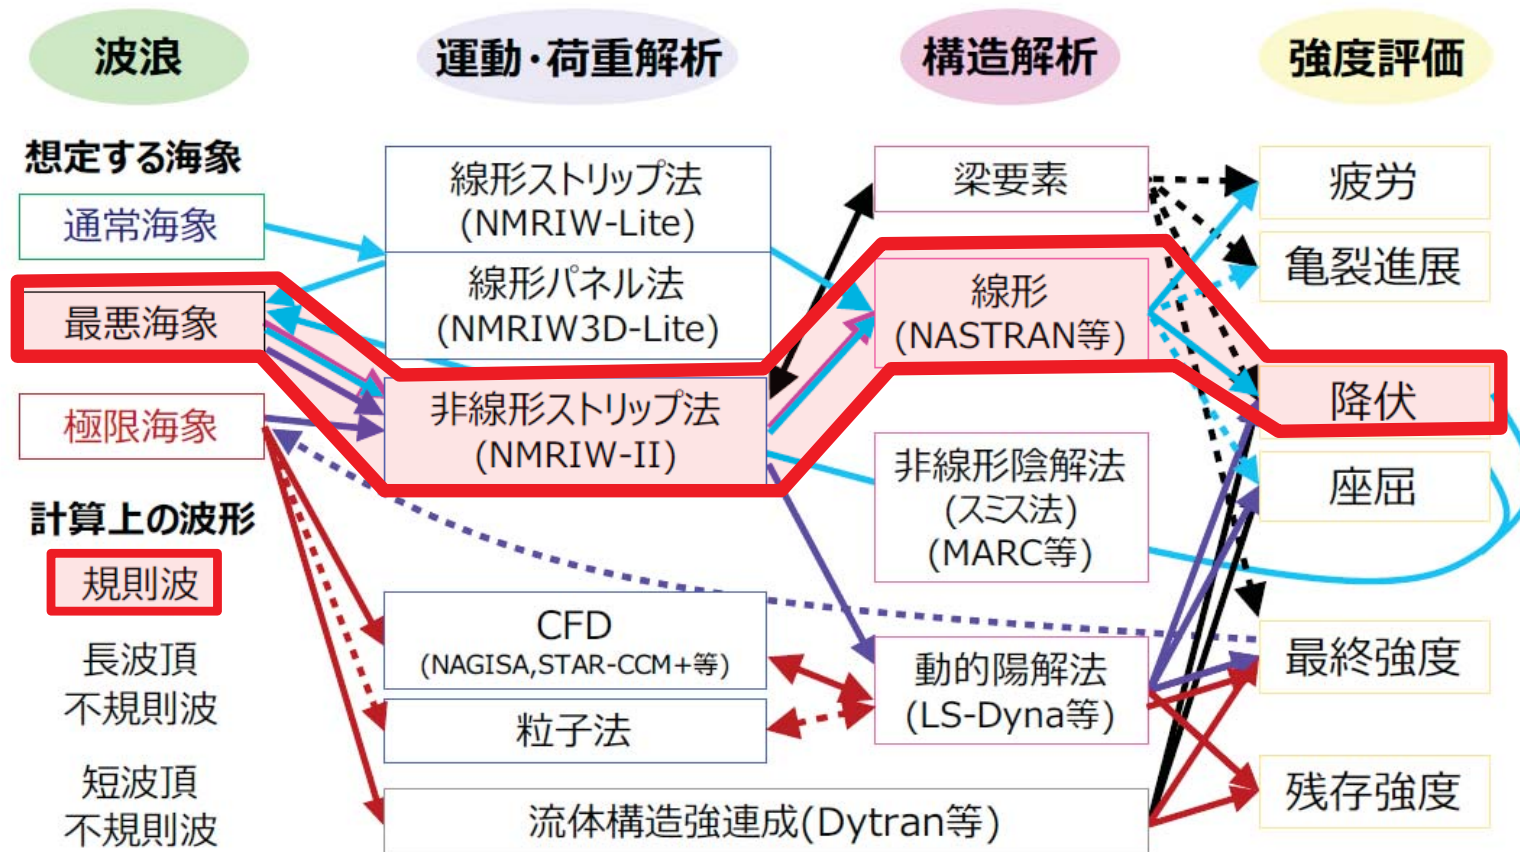 波浪
運動・荷重解析
構造解析
強度評価
想定する海象
通常海象
最悪海象
極限海象
計算上の波形
規則波
長波頂
不規則波
短波頂
不規則波
線形ストリップ法
(NMRIW-Lite)
線形パネル法
(NMRIW3D-Lite)
非線形ストリップ法
(NMRIW-II)
CFD
(NAGISA,STAR-CCM+等)
粒子法
流体構造強連成(Dytran等)
梁要素
線形
(NASTRAN等)
非線形陰解法
(スミス法)
(MARC等)
動的陽解法
(LS-Dyna等)
疲労
亀裂進展
降伏
座屈
最終強度
残存強度